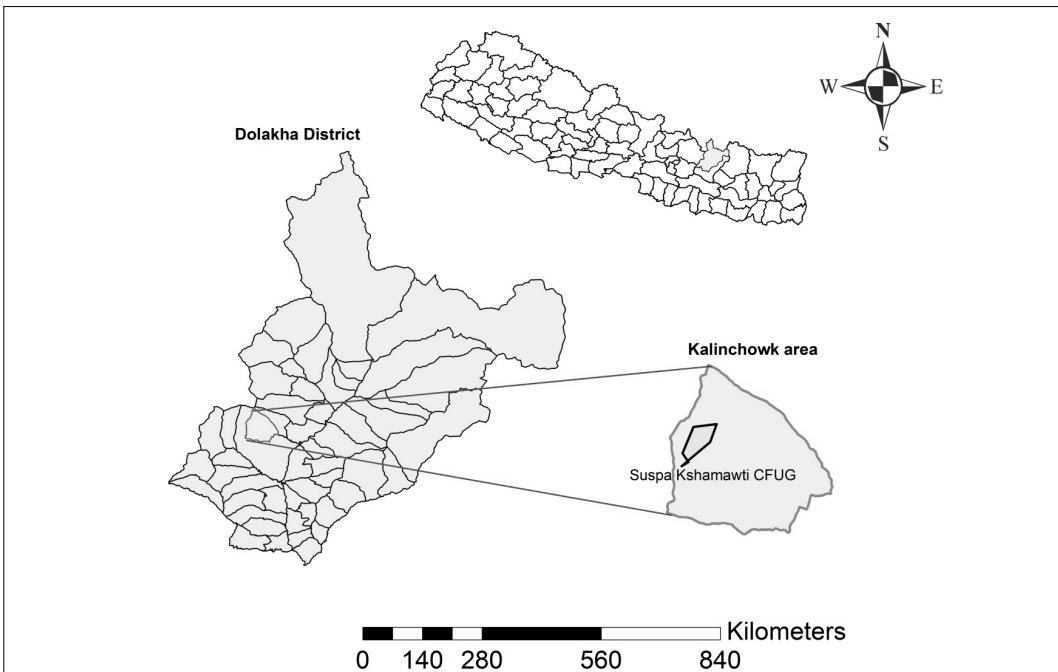 N
W E
S
Dolakha District
Kalinchowk area
Suspa Kshamawti CFUG
Kilometers
0 140 280 560 840